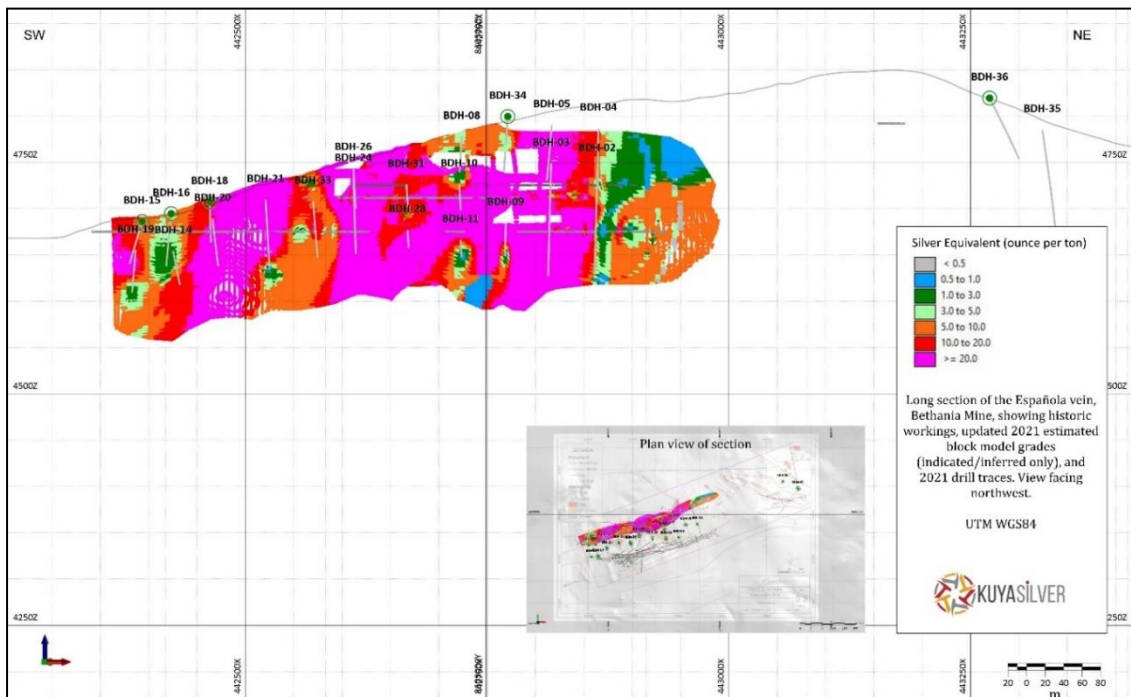 SW
NE
442500X
443000X
443250X
BDH-36
BDH-35
BDH-34
BDH-05
BDH-04
BDH-08
BDH-03
BDH-02
BDH-26
BDH-24
BDH-31
BDH-10
4750Z
4750Z
BDH-18
BDH-21
BDH-33
BDH-16
BDH-15
BDH-20
BDH-09
BDH-28
BDH-11
BDH-19
BDH-14
Silver Equivalent (ounce per ton)
< 0.5
0.5 to 1.0
1.0 to 3.0
3.0 to 5.0
5.0 to 10.0
10.0 to 20.0
>= 20.0
4500Z
500Z
Long section of the Española vein,
Bethania Mine, showing historic
workings, updated 2021 estimated
block model grades
(indicated/inferred only), and
2021 drill traces. View facing
northwest.
UTM WGS84
Plan view of section
KUYASILVER
4250Z
250Z
442500X
443000X
443250X
20 0 20 40 60 80
m